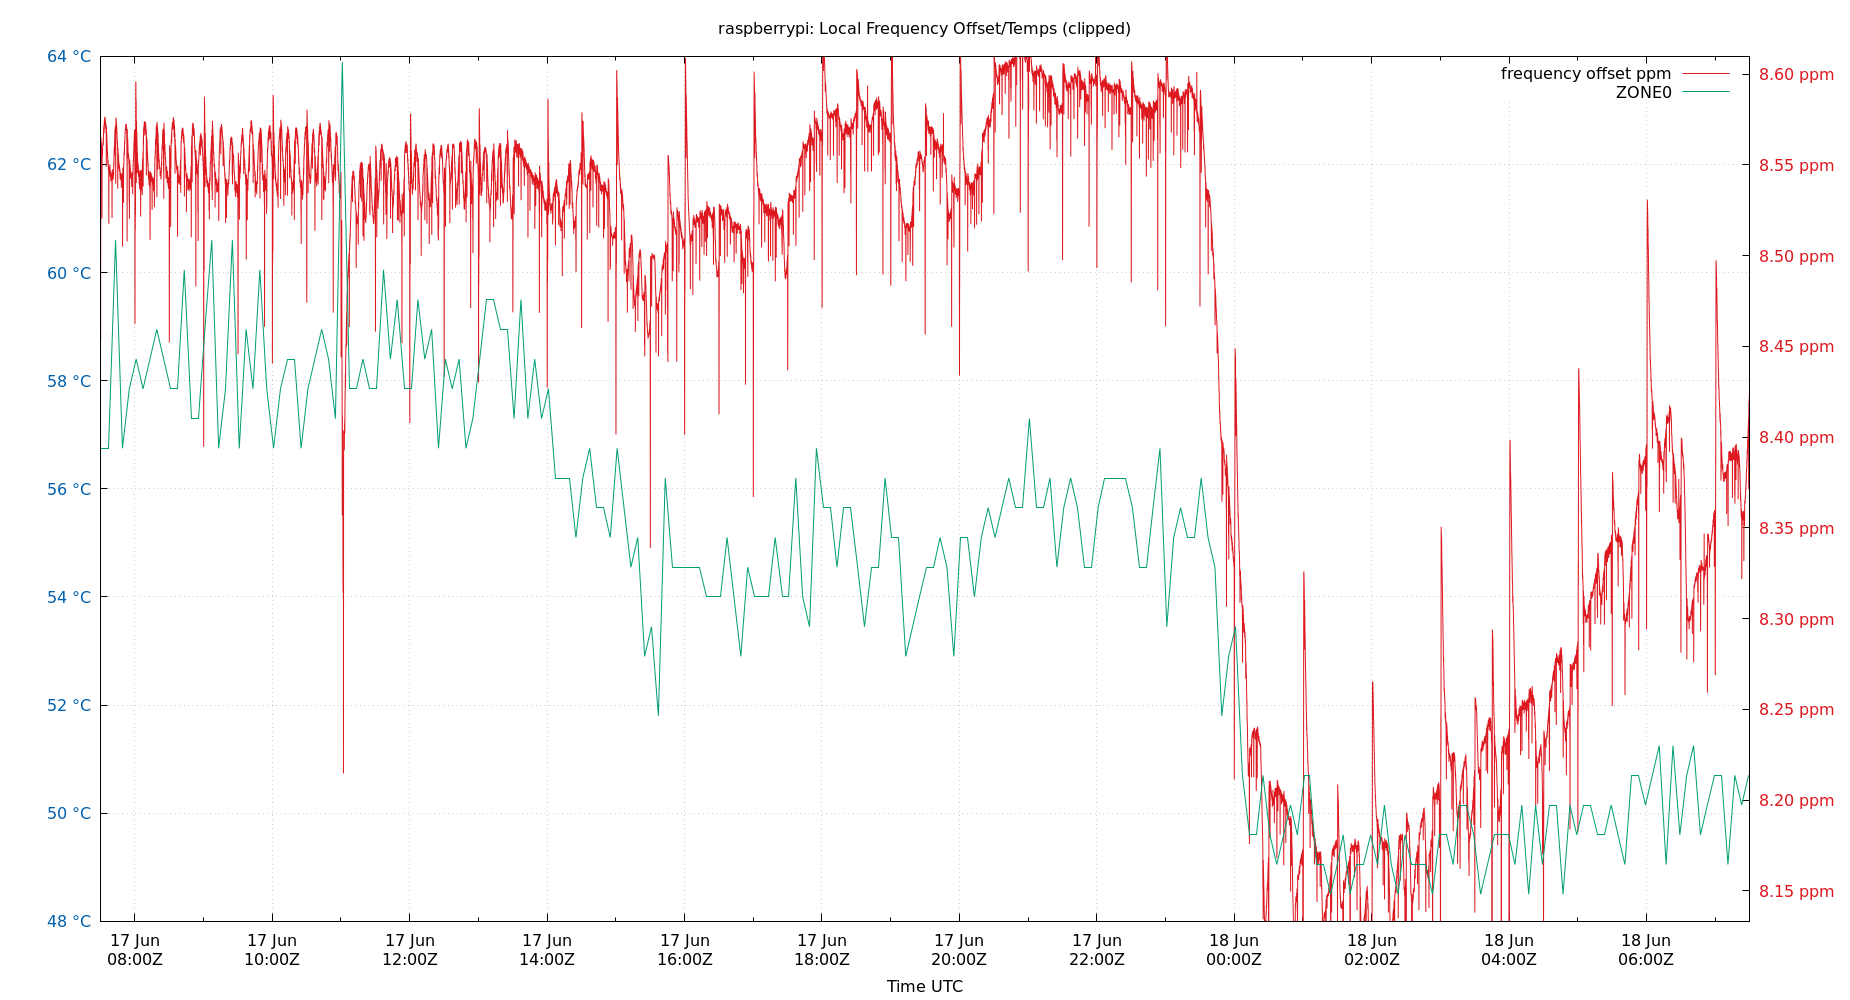 raspberrypi: Local Frequency Offset/Temps (clipped)
frequency offset ppm
ZONE0
64 °C
62 °C
60 °C
58 °C
56 °C
54 °C
52 °C
50 °C
48 °C
8.60 ppm
8.55 ppm
8.50 ppm
8.45 ppm
8.40 ppm
8.35 ppm
8.30 ppm
8.25 ppm
8.20 ppm
8.15 ppm
17 Jun
08:00Z
17 Jun
10:00Z
17 Jun
12:00Z
17 Jun
14:00Z
17 Jun
16:00Z
17 Jun
18:00Z
17 Jun
20:00Z
17 Jun
22:00Z
18 Jun
00:00Z
18 Jun
02:00Z
18 Jun
04:00Z
18 Jun
06:00Z
Time UTC